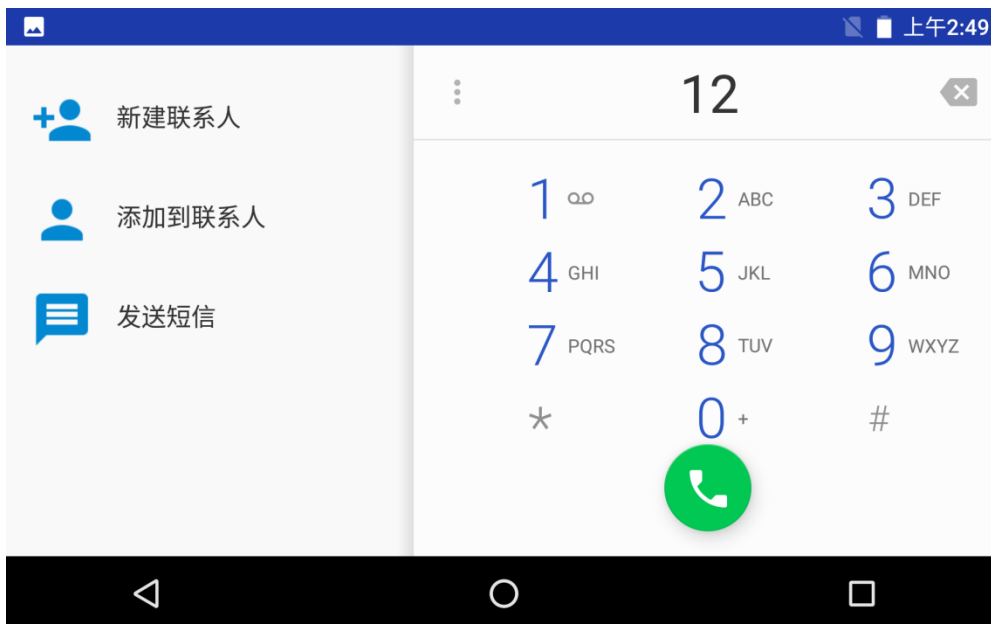 上午2:49
新建联系人
添加到联系人
发送短信
12
1
2 ABC
3 DEF
4 GHI
5 JKL
6 MNO
7 PQRS
8 TUV
9 WXYZ
*
0 +
#